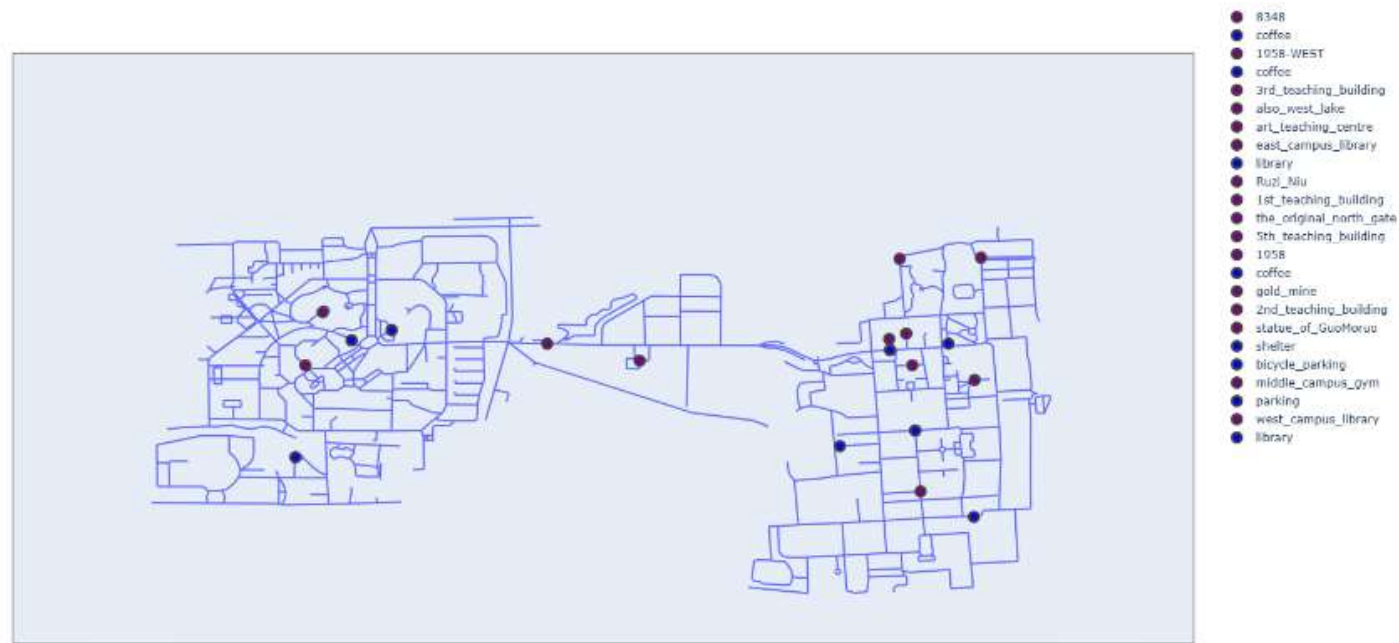 8348
coffee
1958-WEST
coffee
3rd_teaching_building
also_west_lake
art_teaching_centre
east_campus_library
library
Ruzi_Niu
1st_teaching_building
the_original_north_gate
5th_teaching_building
1958
coffee
gold_mine
2nd_teaching_building
statue_of_GuoMoruo
shelter
bicycle_parking
middle_campus_gym
parking
west_campus_library
library